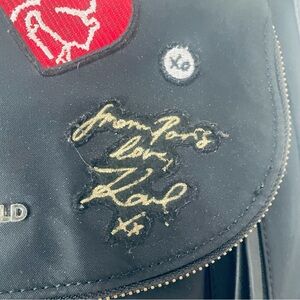 xo
from Paris
love,
Karl
xx
LD